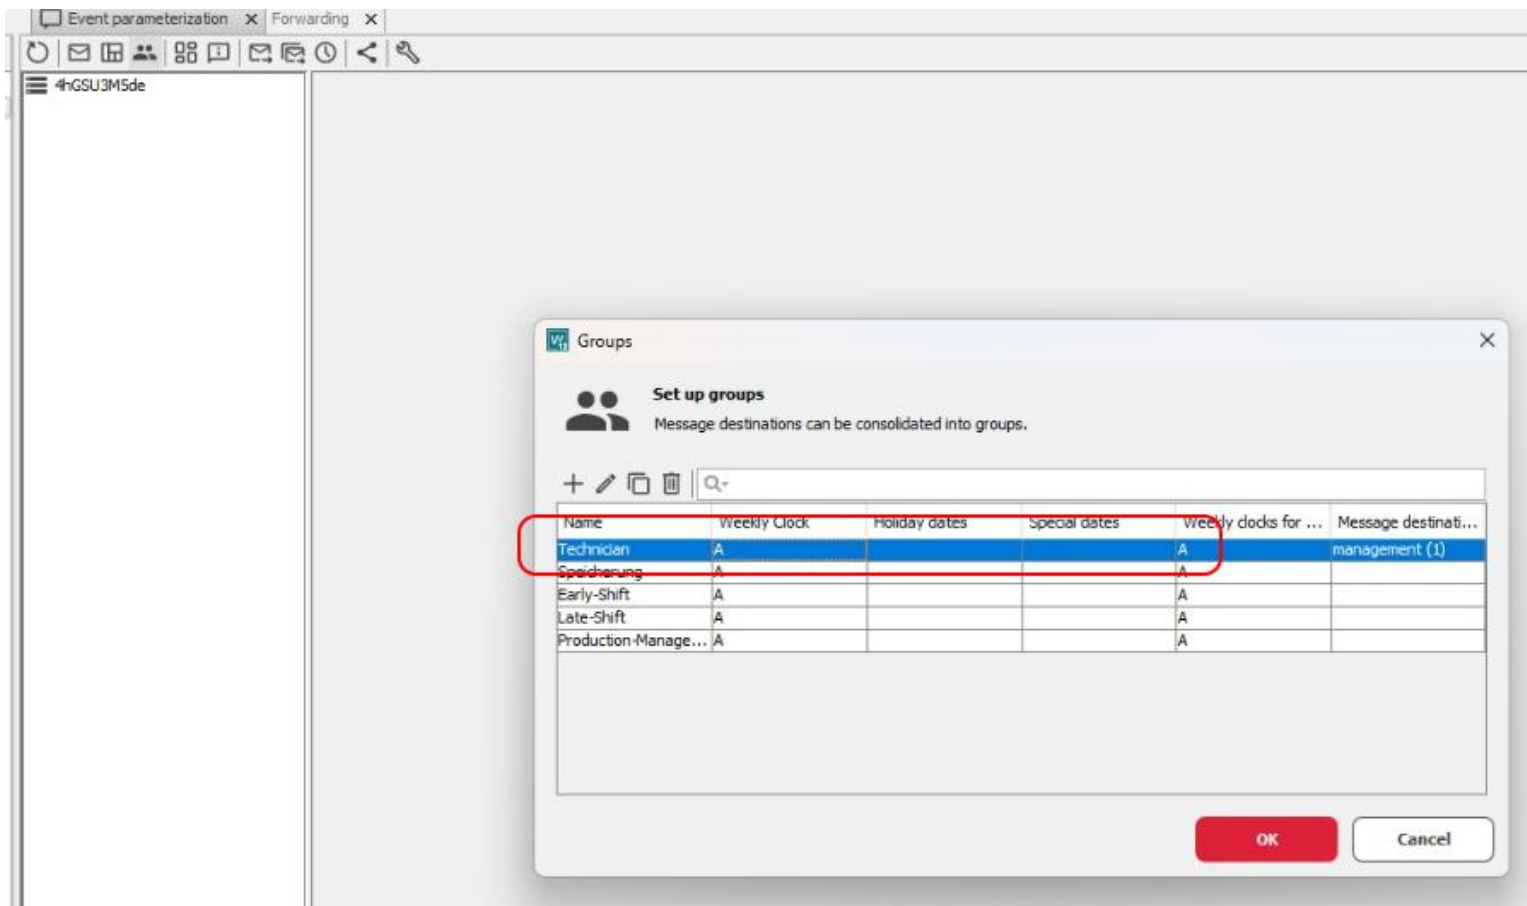 Event parameterization X Forwarding X
4hGSU3M5de
Groups
Set up groups
Message destinations can be consolidated into groups.
Name Weekly Clock Holiday dates Special dates Weekly clocks for ... Message destinati...
Technician A A management (1)
Speicherung A A
Early-Shift A A
Late-Shift A A
Production-Manage... A A
OK Cancel